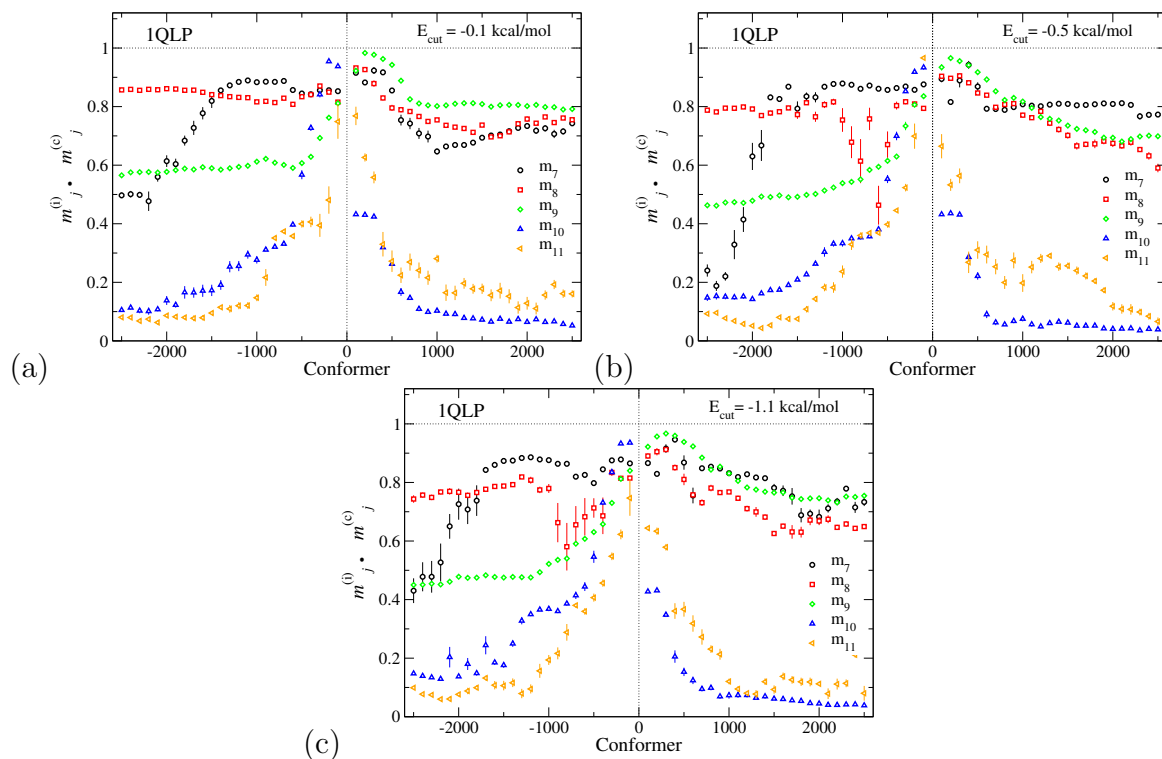 1QLP
E_cut = -0.1 kcal/mol
1
0.8
0.6
0.4
0.2
0
m_j^(i) • m_j^(c)
m_7
m_8
m_9
m_10
m_11
-2000
-1000
0
1000
2000
Conformer
(a)
1QLP
E_cut = -0.5 kcal/mol
1
0.8
0.6
0.4
0.2
0
m_j^(i) • m_j^(c)
m_7
m_8
m_9
m_10
m_11
-2000
-1000
0
1000
2000
Conformer
(b)
1QLP
E_cut = -1.1 kcal/mol
1
0.8
0.6
0.4
0.2
0
m_j^(i) • m_j^(c)
m_7
m_8
m_9
m_10
m_11
-2000
-1000
0
1000
2000
Conformer
(c)